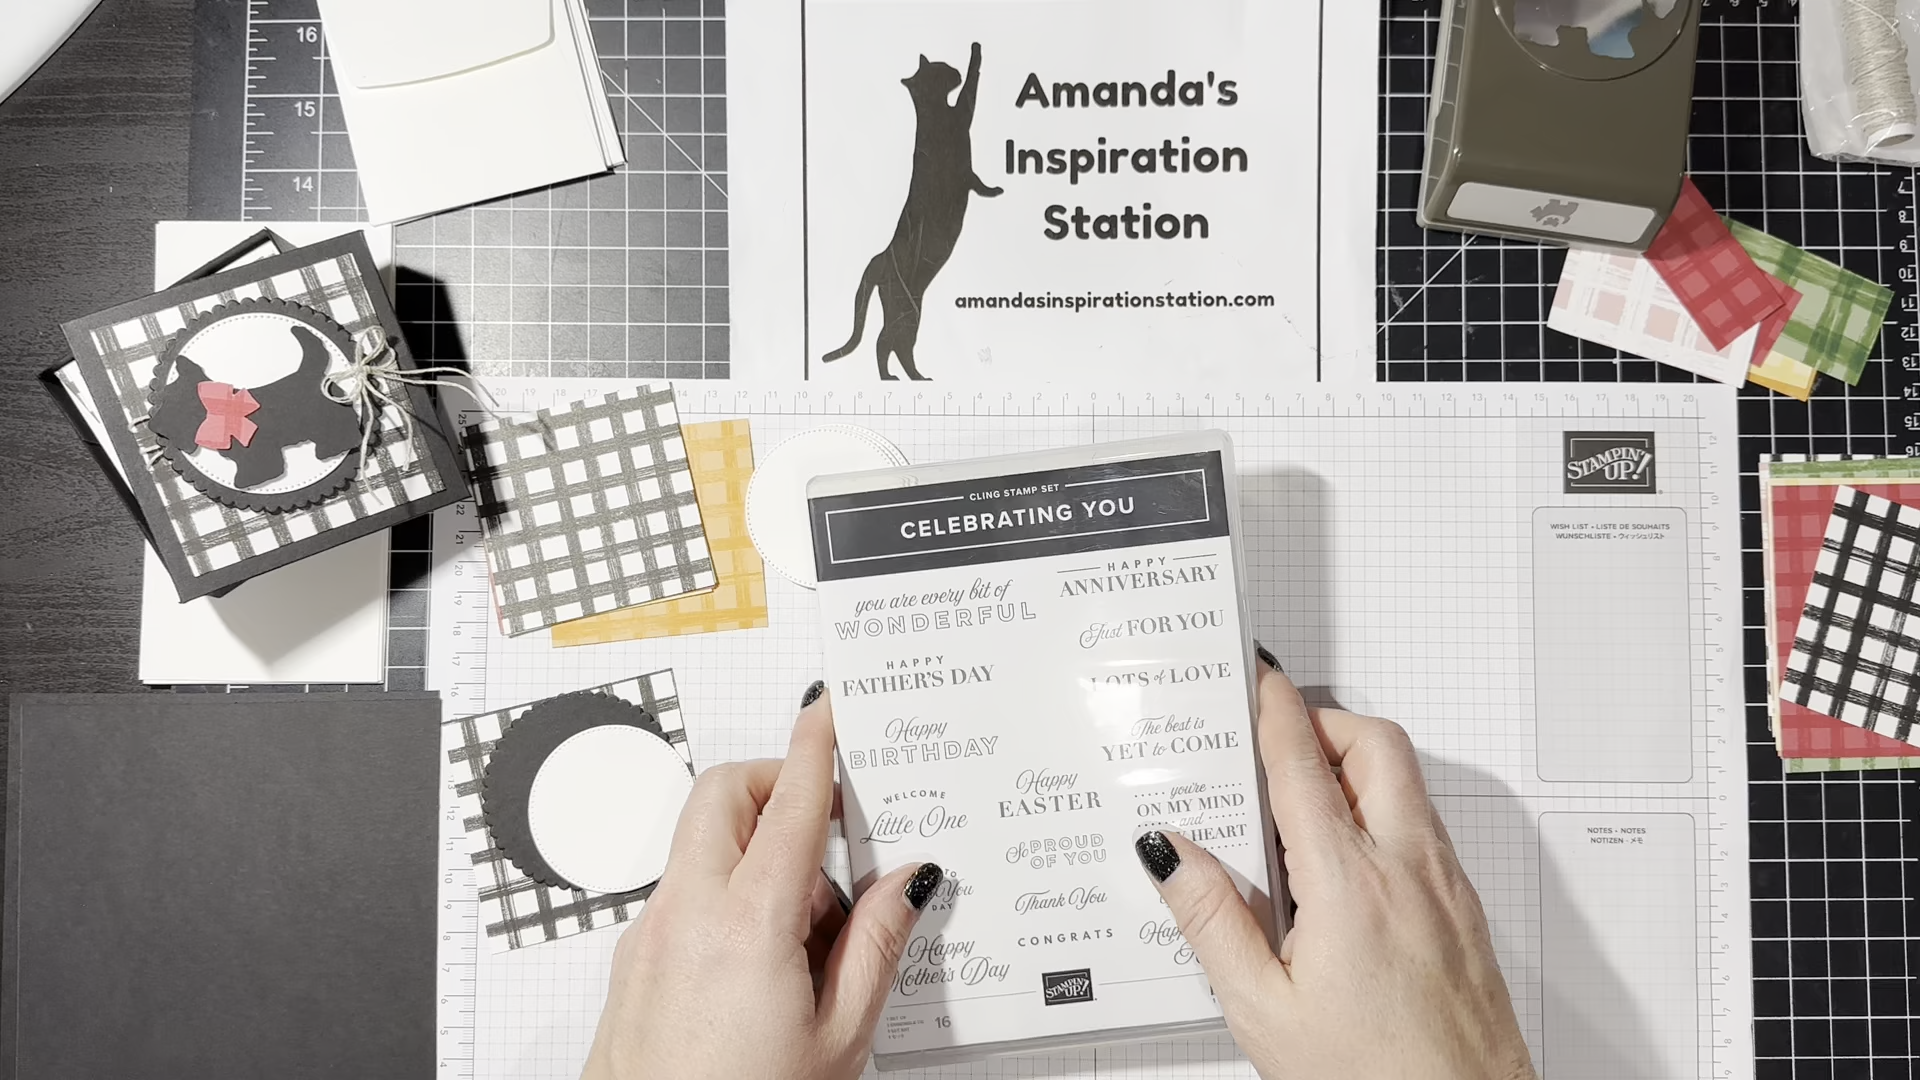 Amanda's
Inspiration
Station
amandasinspirationstation.com
16
15
14
CLING STAMP SET
CELEBRATING YOU
HAPPY
ANNIVERSARY
you are every bit of
WONDERFUL
Just FOR YOU
HAPPY
FATHER'S DAY
LOTS of LOVE
Happy
BIRTHDAY
The best is
YET to COME
WELCOME
Little One
Happy
EASTER
you're
ON MY MIND
and
HEART
So PROUD
OF YOU
You
DAY
Thank You
Happy
Mother's Day
CONGRATS
STAMPIN' UP!
16
STAMPIN' UP!
WISH LIST • LISTE DE SOUHAITS
WUNSCHLISTE • ウィッシュリスト
NOTES • NOTES
NOTIZEN • メモ